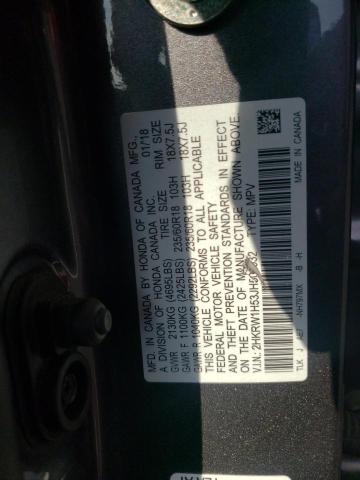 MFD. IN CANADA BY HONDA OF CANADA MFG.,
A DIVISION OF HONDA CANADA INC. 01/18
TIRE SIZE RIM SIZE
GVWR 2130KG (4695LBS)
GAWR F 1100KG (2425LBS) 235/60R18 103H 18X7.5J
GAWR R 1040KG (2292LBS) 235/60R18 103H 18X7.5J
THIS VEHICLE CONFORMS TO ALL APPLICABLE
FEDERAL MOTOR VEHICLE SAFETY
AND THEFT PREVENTION STANDARDS IN EFFECT
ON THE DATE OF MANUFACTURE SHOWN ABOVE.
V.I.N.: TYPE: MPV
TLK NH797MX -B -H
MADE IN CANADA